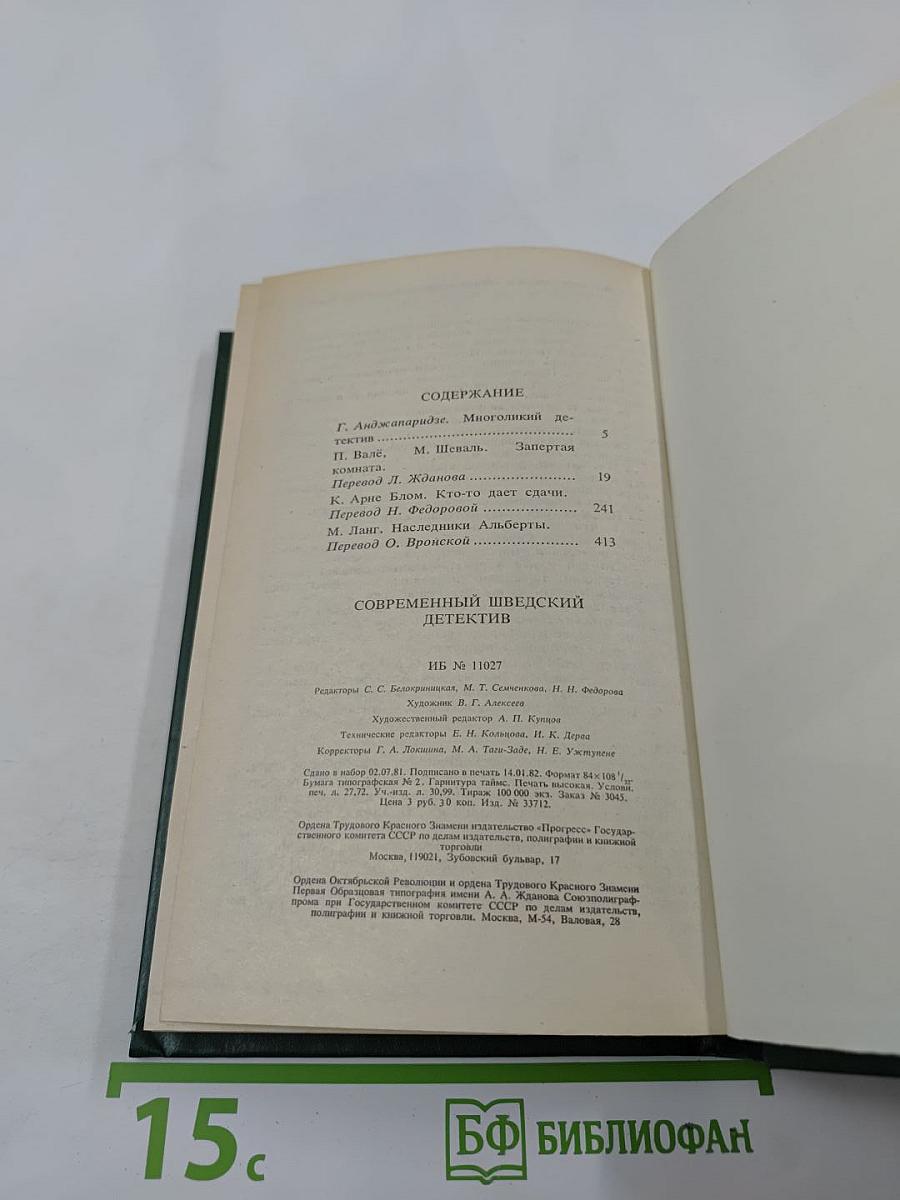 СОДЕРЖАНИЕ
Г. Анджапаридзе. Многоликий де-
тектив ........................................ 5
П. Валё, М. Шеваль. Запертая
комната.
Перевод Л. Жданова ...................... 19
К. Арне Блом. Кто-то дает сдачи.
Перевод Н. Федоровой ................... 241
М. Ланг. Наследники Альберты.
Перевод О. Вронской ..................... 413
СОВРЕМЕННЫЙ ШВЕДСКИЙ
ДЕТЕКТИВ
ИБ № 11027
Редакторы С. С. Белокриницкая, М. Т. Семченкова, Н. Н. Федорова
Художник В. Г. Алексеев
Художественный редактор А. П. Купцов
Технические редакторы Е. Н. Кольцова, И. К. Дерва
Корректоры Г. А. Локшина, М. А. Таги-Заде, Н. Е. Ужтупене
Сдано в набор 02.07.81. Подписано в печать 14.01.82. Формат 84×108 1/32.
Бумага типографская № 2. Гарнитура таймс. Печать высокая. Условн.
печ. л. 27,72. Уч.-изд. л. 30,99. Тираж 100 000 экз. Заказ № 3045.
Цена 3 руб. 30 коп. Изд. № 33712.
Ордена Трудового Красного Знамени издательство «Прогресс» Государ-
ственного комитета СССР по делам издательств, полиграфии и книжной
торговли
Москва, 119021, Зубовский бульвар, 17
Ордена Октябрьской Революции и ордена Трудового Красного Знамени
Первая Образцовая типография имени А. А. Жданова Союзполиграф-
прома при Государственном комитете СССР по делам издательств,
полиграфии и книжной торговли. Москва, М-54, Валовая, 28
15 с
БФ БИБЛИОФАН